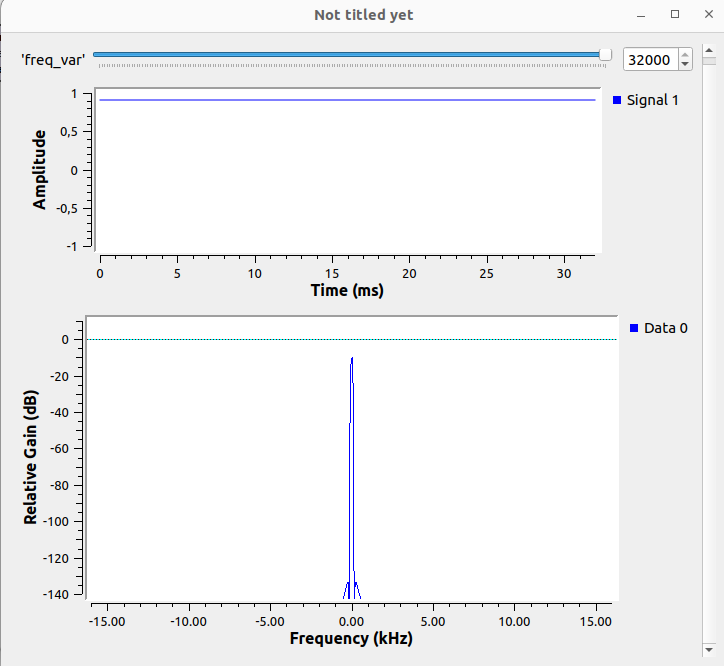 Not titled yet
'freq_var'
32000
1
0,5
0
-0,5
-1
Amplitude
Signal 1
0 5 10 15 20 25 30
Time (ms)
0
-20
-40
-60
-80
-100
-120
-140
Relative Gain (dB)
Data 0
-15.00 -10.00 -5.00 0.00 5.00 10.00 15.00
Frequency (kHz)